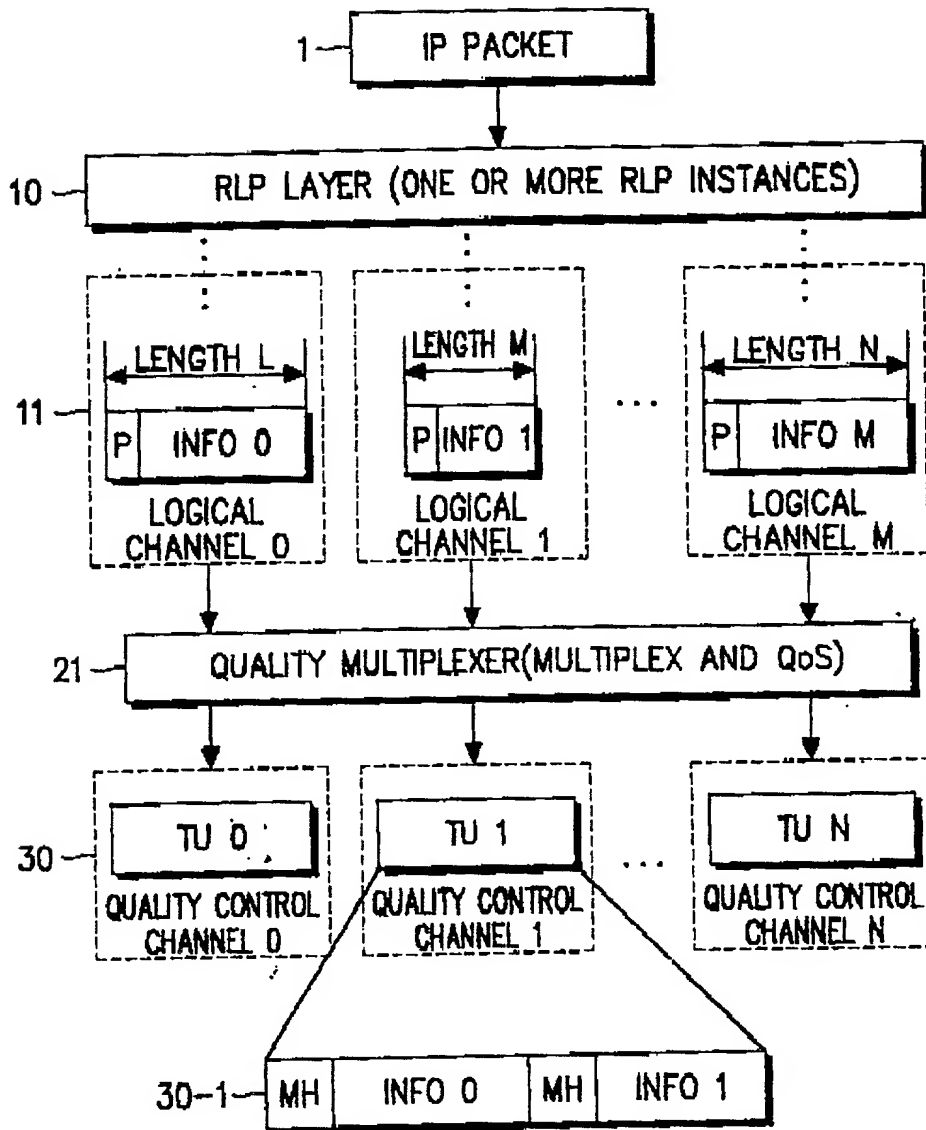 1 IP PACKET
10 RLP LAYER (ONE OR MORE RLP INSTANCES)
LENGTH L LENGTH M LENGTH N
11 P INFO 0 P INFO 1 ... P INFO M
LOGICAL LOGICAL LOGICAL
CHANNEL 0 CHANNEL 1 CHANNEL M
21 QUALITY MULTIPLEXER(MULTIPLEX AND QoS)
30 TU 0 TU 1 ... TU N
QUALITY CONTROL QUALITY CONTROL QUALITY CONTROL
CHANNEL 0 CHANNEL 1 CHANNEL N
30-1 MH INFO 0 MH INFO 1